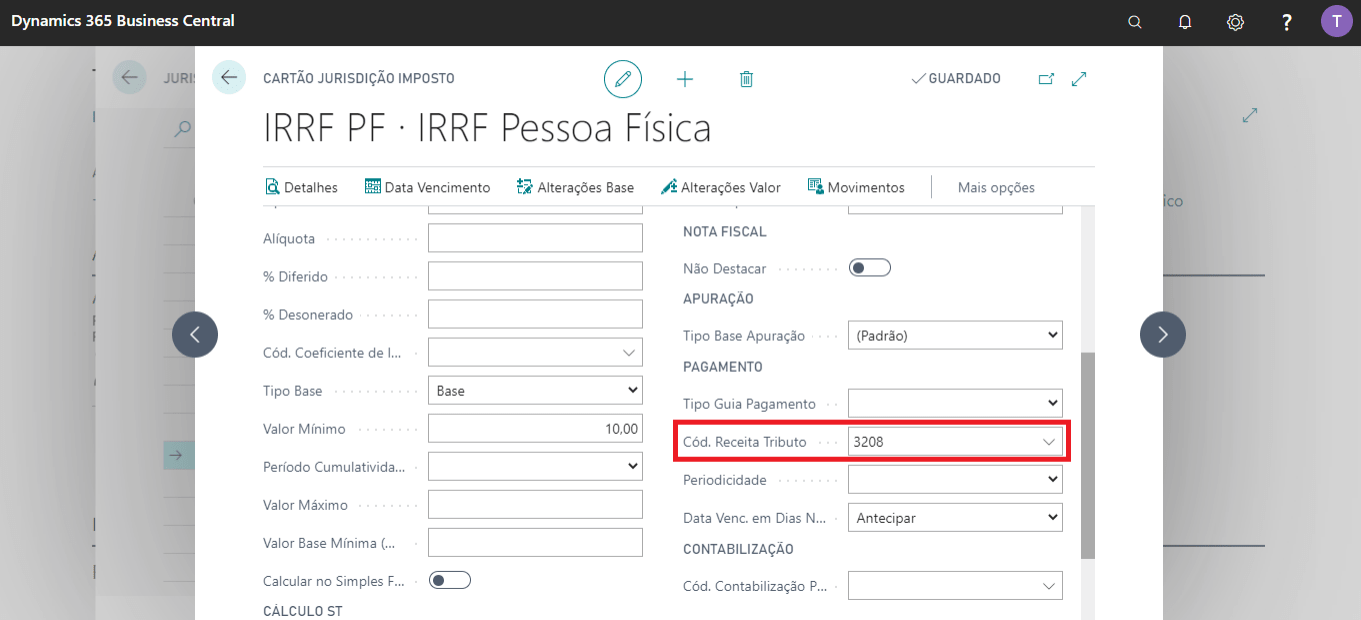 Dynamics 365 Business Central
?
T
JURIS
CARTÃO JURISDIÇÃO IMPOSTO
GUARDADO
IRRF PF · IRRF Pessoa Física
Detalhes
Data Vencimento
Alterações Base
Alterações Valor
Movimentos
Mais opções
ico
Alíquota
% Diferido
% Desonerado
Cód. Coeficiente de I...
Tipo Base
Base
Valor Mínimo
10,00
Período Cumulativida...
Valor Máximo
Valor Base Mínima (...
Calcular no Simples F...
CÁLCULO ST
NOTA FISCAL
Não Destacar
APURAÇÃO
Tipo Base Apuração
(Padrão)
PAGAMENTO
Tipo Guia Pagamento
Cód. Receita Tributo
3208
Periodicidade
Data Venc. em Dias N...
Antecipar
CONTABILIZAÇÃO
Cód. Contabilização P...